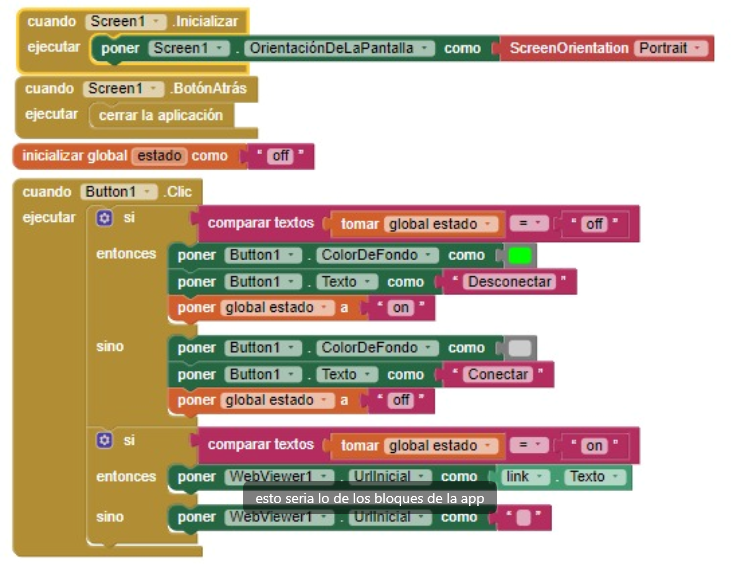 cuando Screen1 .Inicializar
ejecutar poner Screen1 . OrientaciónDeLaPantalla como ScreenOrientation Portrait
cuando Screen1 .BotónAtrás
ejecutar cerrar la aplicación
inicializar global estado como " off "
cuando Button1 .Clic
ejecutar si comparar textos tomar global estado = " off "
entonces poner Button1 . ColorDeFondo como
poner Button1 . Texto como " Desconectar "
poner global estado a " on "
sino poner Button1 . ColorDeFondo como
poner Button1 . Texto como " Conectar "
poner global estado a " off "
si comparar textos tomar global estado = " on "
entonces poner WebViewer1 . UrlInicial como link . Texto
esto seria lo de los bloques de la app
sino poner WebViewer1 . UrlInicial como " "